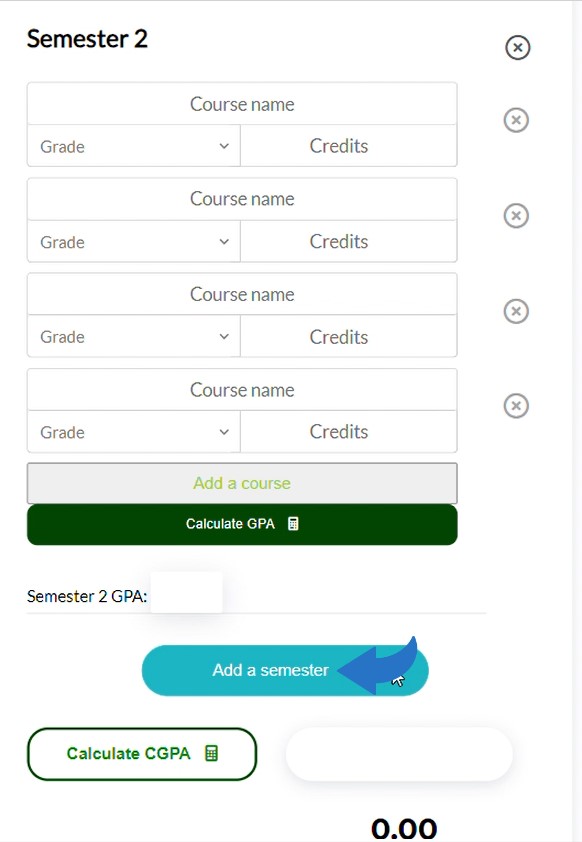 Semester 2
Course name
Grade Credits
Course name
Grade Credits
Course name
Grade Credits
Course name
Grade Credits
Add a course
Calculate GPA
Semester 2 GPA:
Add a semester
Calculate CGPA
0.00